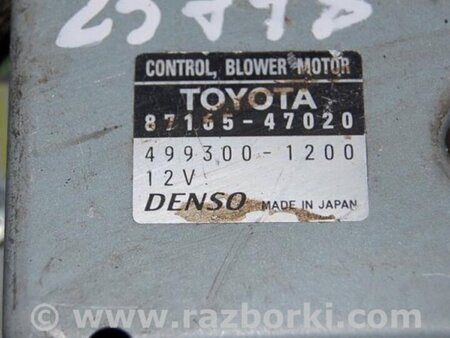 CONTROL, BLOWER MOTOR
TOYOTA
87165-47020
499300-1200
12V
DENSO MADE IN JAPAN
www.razborki.com